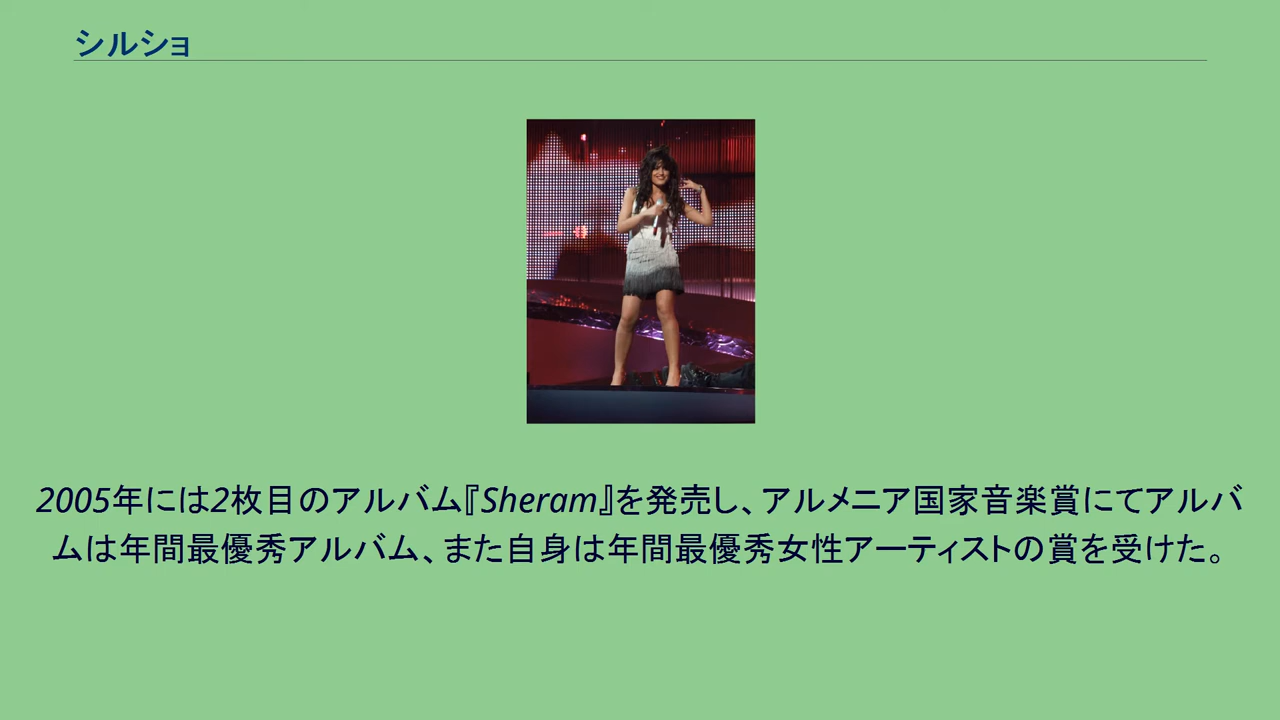 シルショ
2005年には2枚目のアルバム『Sheram』を発売し、アルメニア国家音楽賞にてアルバ
ムは年間最優秀アルバム、また自身は年間最優秀女性アーティストの賞を受けた。